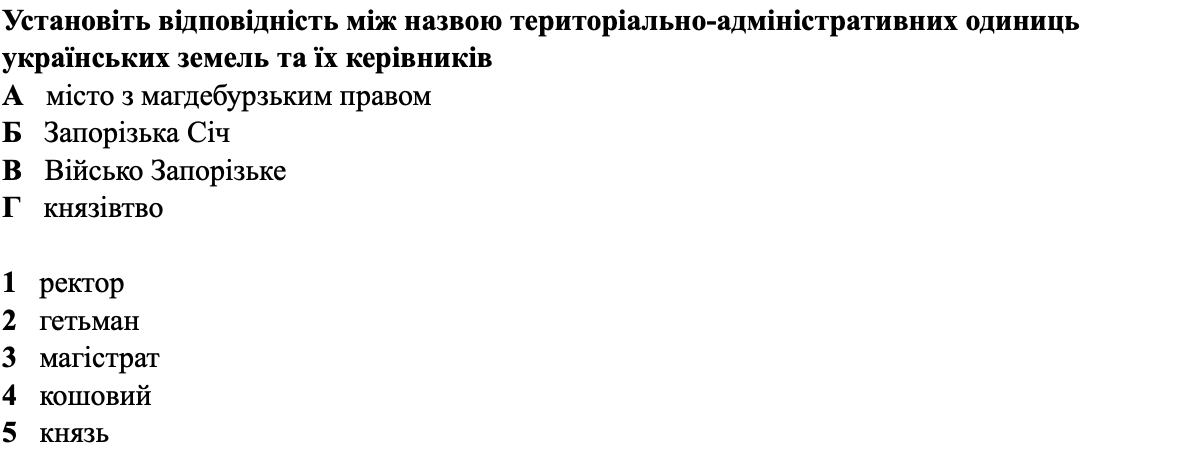 Установіть відповідність між назвою територіально-адміністративних одиниць
українських земель та їх керівників
А місто з магдебурзьким правом
Б Запорізька Січ
В Військо Запорізьке
Г князівтво
1 ректор
2 гетьман
3 магістрат
4 кошовий
5 князь